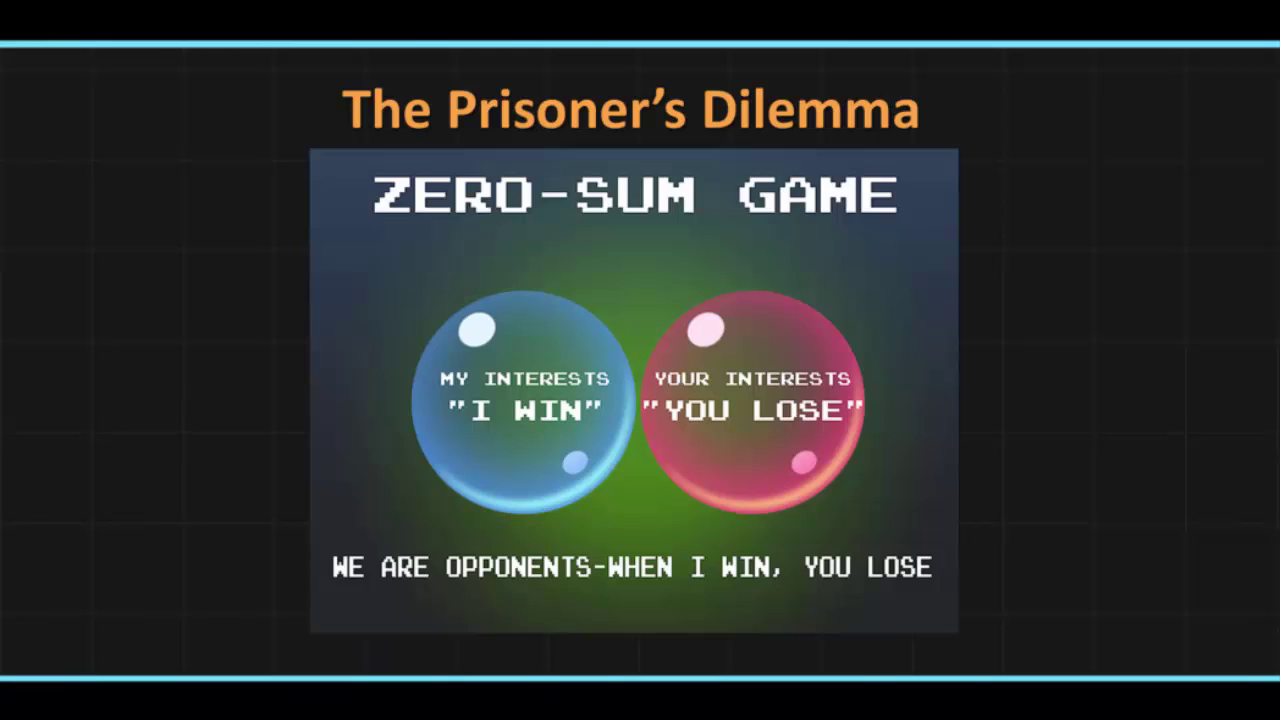 The Prisoner’s Dilemma
ZERO-SUM GAME
MY INTERESTS
"I WIN"
YOUR INTERESTS
"YOU LOSE"
WE ARE OPPONENTS-WHEN I WIN, YOU LOSE